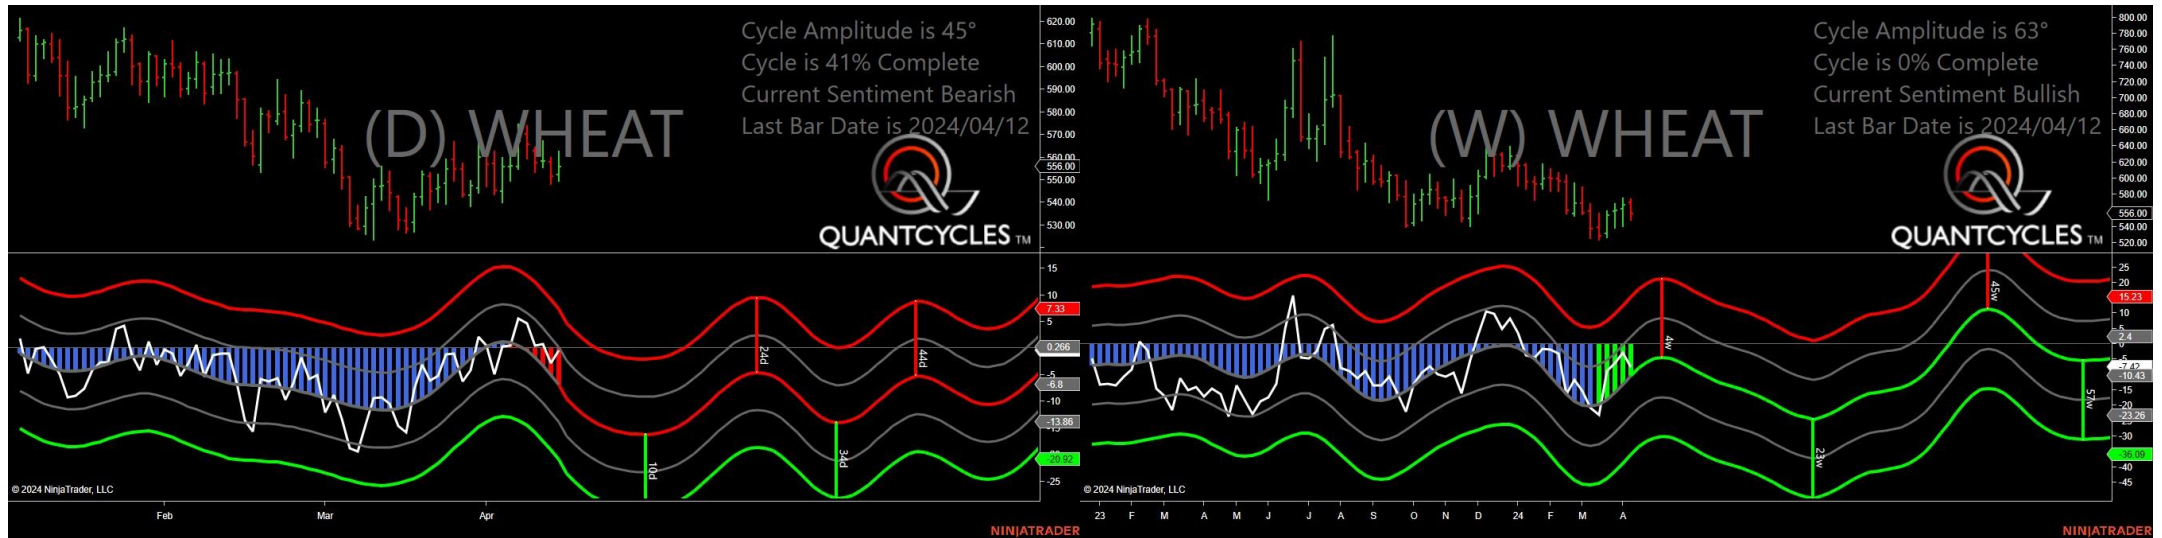 Cycle Amplitude is 45°
Cycle is 41% Complete
Current Sentiment Bearish
Last Bar Date is 2024/04/12
(D) WHEAT
QUANTCYCLES TM
620.00
610.00
600.00
590.00
580.00
570.00
560.00
556.00
550.00
540.00
530.00
15
10
7.33
5
0.266
-5
-6.8
-10
-13.86
-15
-20.92
-25
24d
44d
10d
34d
© 2024 NinjaTrader, LLC
Feb
Mar
Apr
NINJATRADER
Cycle Amplitude is 63°
Cycle is 0% Complete
Current Sentiment Bullish
Last Bar Date is 2024/04/12
(W) WHEAT
QUANTCYCLES TM
800.00
780.00
760.00
740.00
720.00
700.00
680.00
660.00
640.00
620.00
600.00
580.00
556.00
540.00
520.00
25
20
15.23
10
5
2.4
0
-5
-7.42
-10.43
-15
-20
-23.26
-30
-36.09
-40
-45
4w
45w
23w
57w
© 2024 NinjaTrader, LLC
23
F
M
A
M
J
J
A
S
O
N
D
24
F
M
A
NINJATRADER